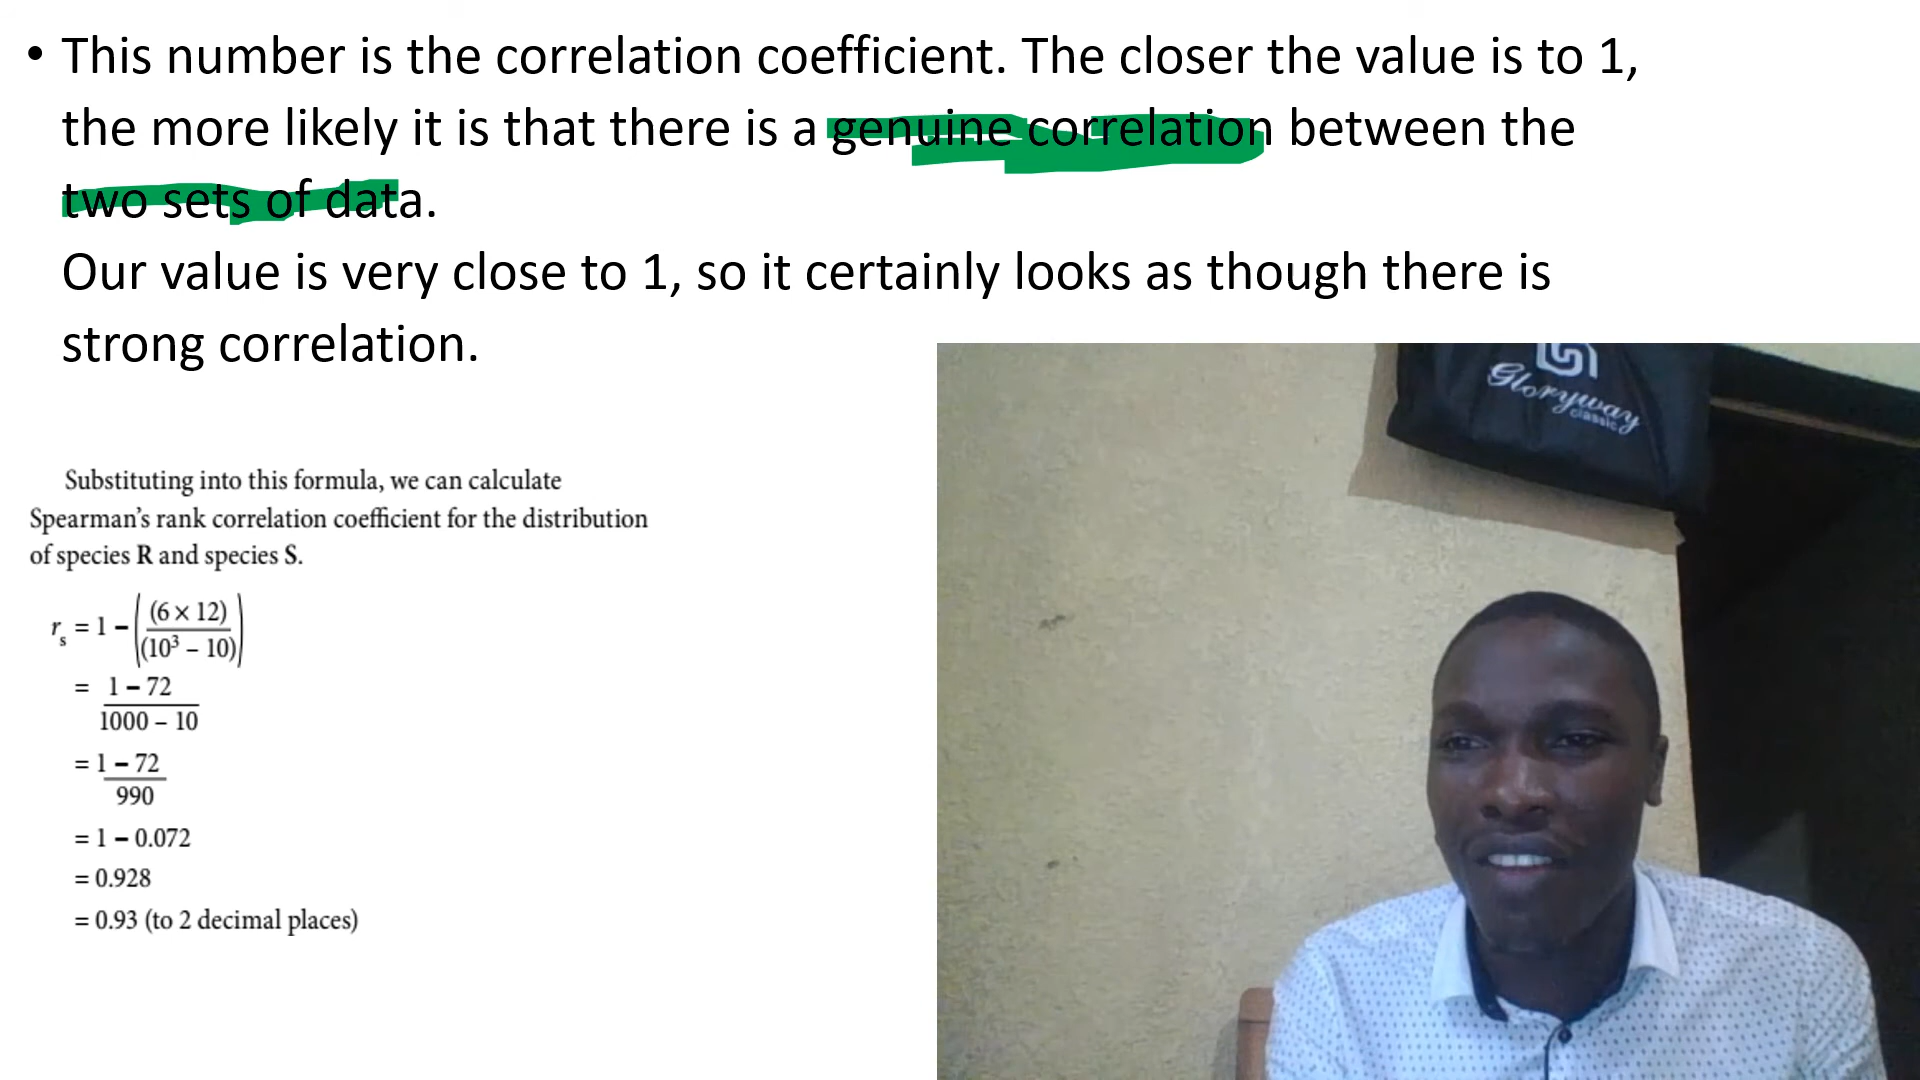 • This number is the correlation coefficient. The closer the value is to 1,
the more likely it is that there is a genuine correlation between the
two sets of data.
Our value is very close to 1, so it certainly looks as though there is
strong correlation.
Gloryway
classic
Substituting into this formula, we can calculate
Spearman's rank correlation coefficient for the distribution
of species R and species S.
rₛ = 1 – ( (6 × 12)
(10³ – 10) )
= 1 – 72
1000 – 10
= 1 – 72
990
= 1 – 0.072
= 0.928
= 0.93 (to 2 decimal places)